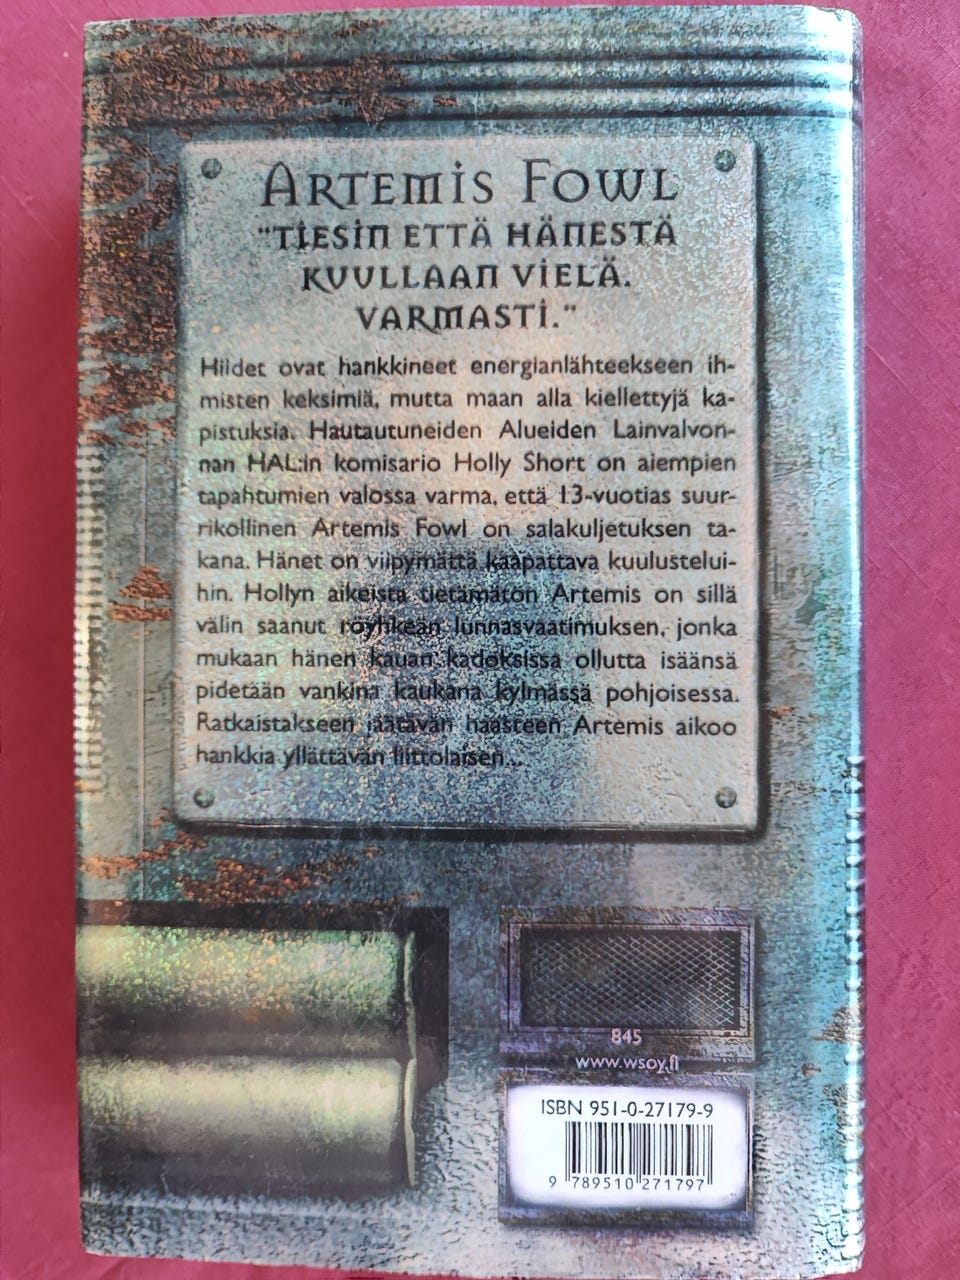 ARTEMIS FOWL
"TIESIN ETTÄ HÄNESTÄ
KUULLAAN VIELÄ.
VARMASTI."
Hiidet ovat hankkineet energianlähteekseen ih-
misten keksimiä, mutta maan alla kiellettyjä ka-
pistuksia. Hautautuneiden Alueiden Lainvalvon-
nan HAL:in komisario Holly Short on aiempien
tapahtumien valossa varma, että 13-vuotias suur-
rikollinen Artemis Fowl on salakuljetuksen ta-
kana. Hänet on viipymättä kaapattava kuulustelui-
hin. Hollyn aikeista tietämätön Artemis on sillä
välin saanut röyhkeän lunnasvaatimuksen, jonka
mukaan hänen kauan kadoksissa ollutta isäänsä
pidetään vankina kaukana kylmässä pohjoisessa.
Ratkaistakseen jäätävän haasteen Artemis aikoo
hankkia yllättävän liittolaisen...
845
www.wsoy.fi
ISBN 951-0-27179-9
9 789510 271797